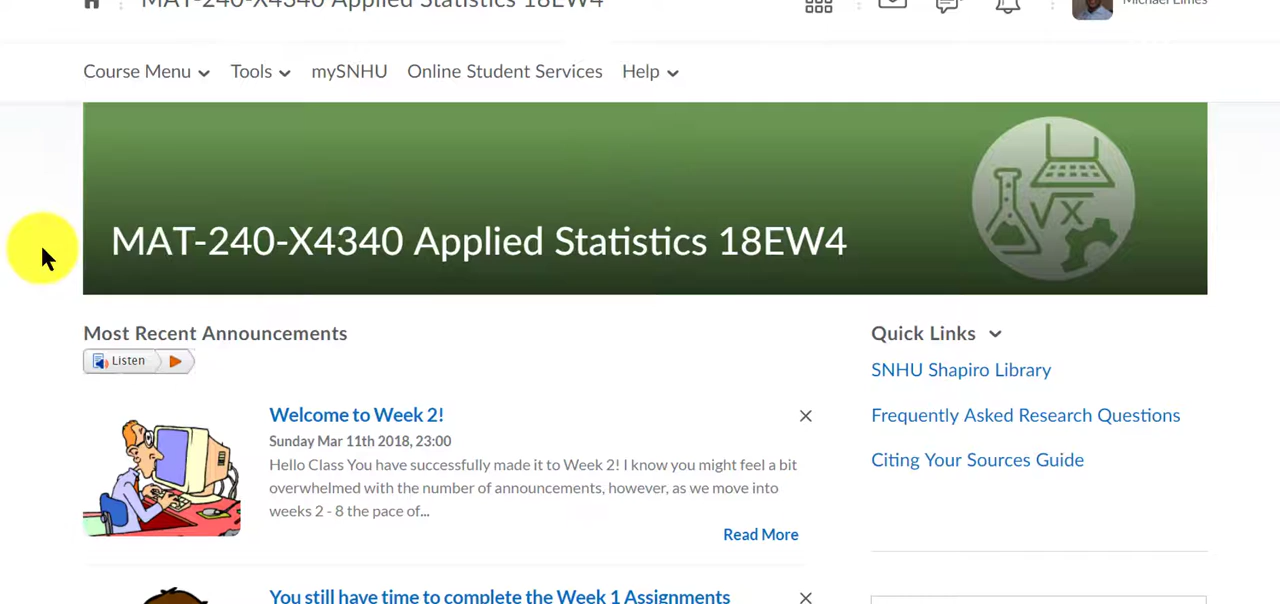 MAT-240-X4340 Applied Statistics 18EW4
Michael Elmes
Course Menu Tools mySNHU Online Student Services Help
MAT-240-X4340 Applied Statistics 18EW4
√x
Most Recent Announcements
Listen
Welcome to Week 2!
Sunday Mar 11th 2018, 23:00
Hello Class You have successfully made it to Week 2! I know you might feel a bit
overwhelmed with the number of announcements, however, as we move into
weeks 2 - 8 the pace of...
Read More
You still have time to complete the Week 1 Assignments
Quick Links
SNHU Shapiro Library
Frequently Asked Research Questions
Citing Your Sources Guide